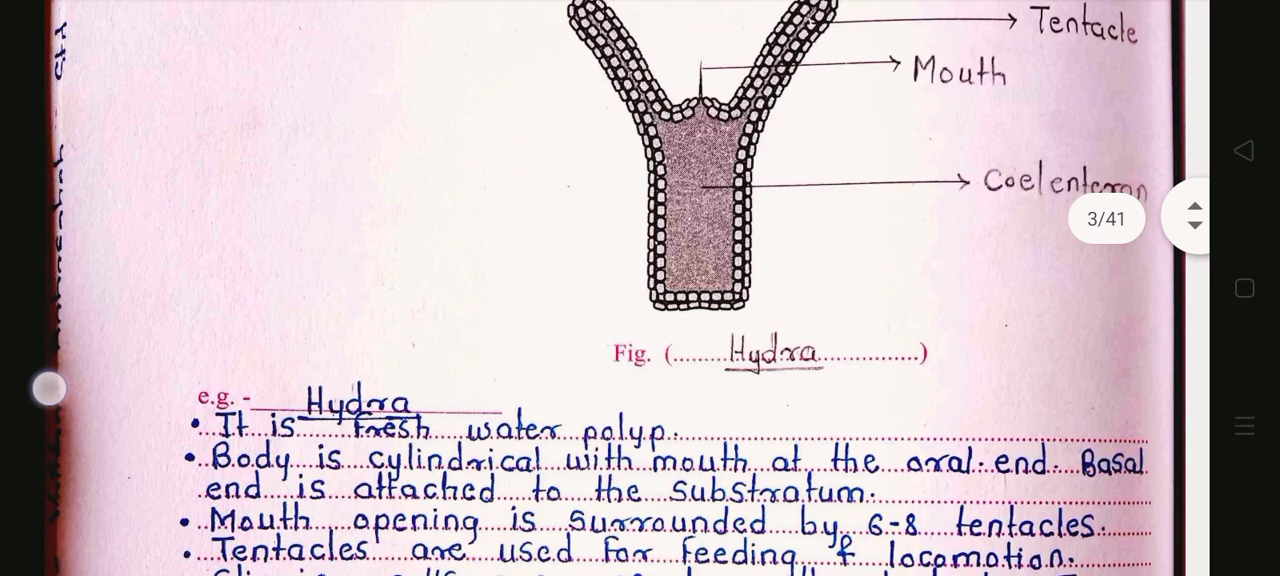 Tentacle
Mouth
Coelenteron
3/41
Fig. (.........Hydra...............)
e.g. - Hydra
• It is fresh water polyp.
• Body is cylindrical with mouth at the oral end. Basal
end is attached to the substratum.
• Mouth opening is surrounded by 6-8 tentacles.
• Tentacles are used for feeding & locomotion.